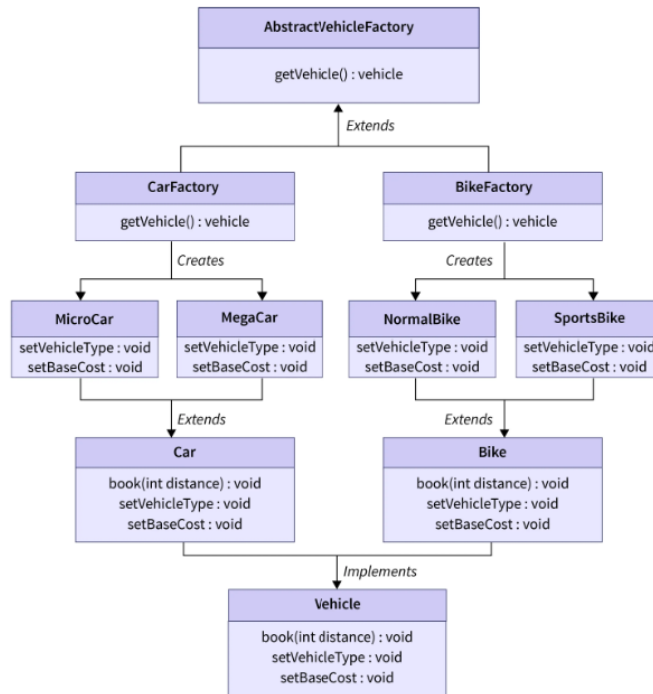 AbstractVehicleFactory
getVehicle() : vehicle
Extends
CarFactory
getVehicle() : vehicle
BikeFactory
getVehicle() : vehicle
Creates
Creates
MicroCar
setVehicleType : void
setBaseCost : void
MegaCar
setVehicleType : void
setBaseCost : void
NormalBike
setVehicleType : void
setBaseCost : void
SportsBike
setVehicleType : void
setBaseCost : void
Extends
Extends
Car
book(int distance) : void
setVehicleType : void
setBaseCost : void
Bike
book(int distance) : void
setVehicleType : void
setBaseCost : void
Implements
Vehicle
book(int distance) : void
setVehicleType : void
setBaseCost : void